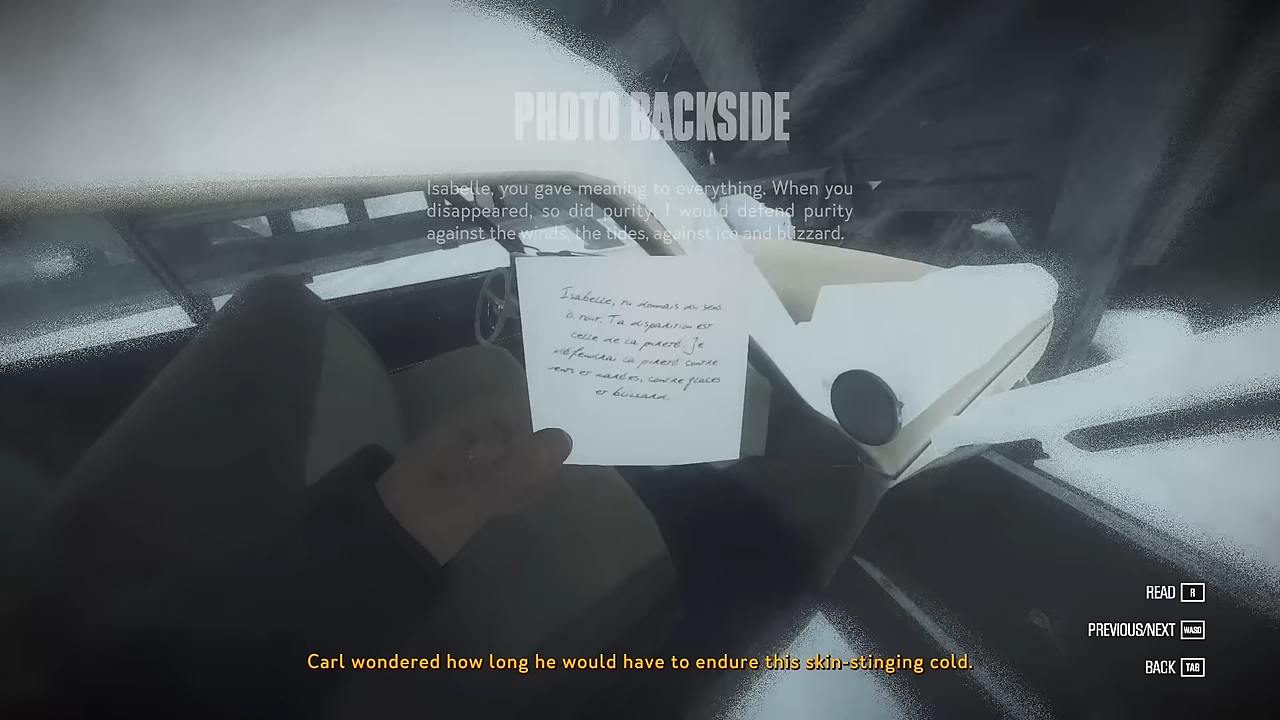 PHOTO BACKSIDE
Isabelle, you gave meaning to everything. When you
disappeared, so did purity. I would defend purity
against the winds, the tides, against ice and blizzard.
Isabelle, tu donnais du sens
à tout. Ta disparition est
celle de la pureté. Je
défendrai la pureté contre
vents et marées, contre glaces
et blizzard.
READ R
PREVIOUS/NEXT WASD
BACK TAB
Carl wondered how long he would have to endure this skin-stinging cold.